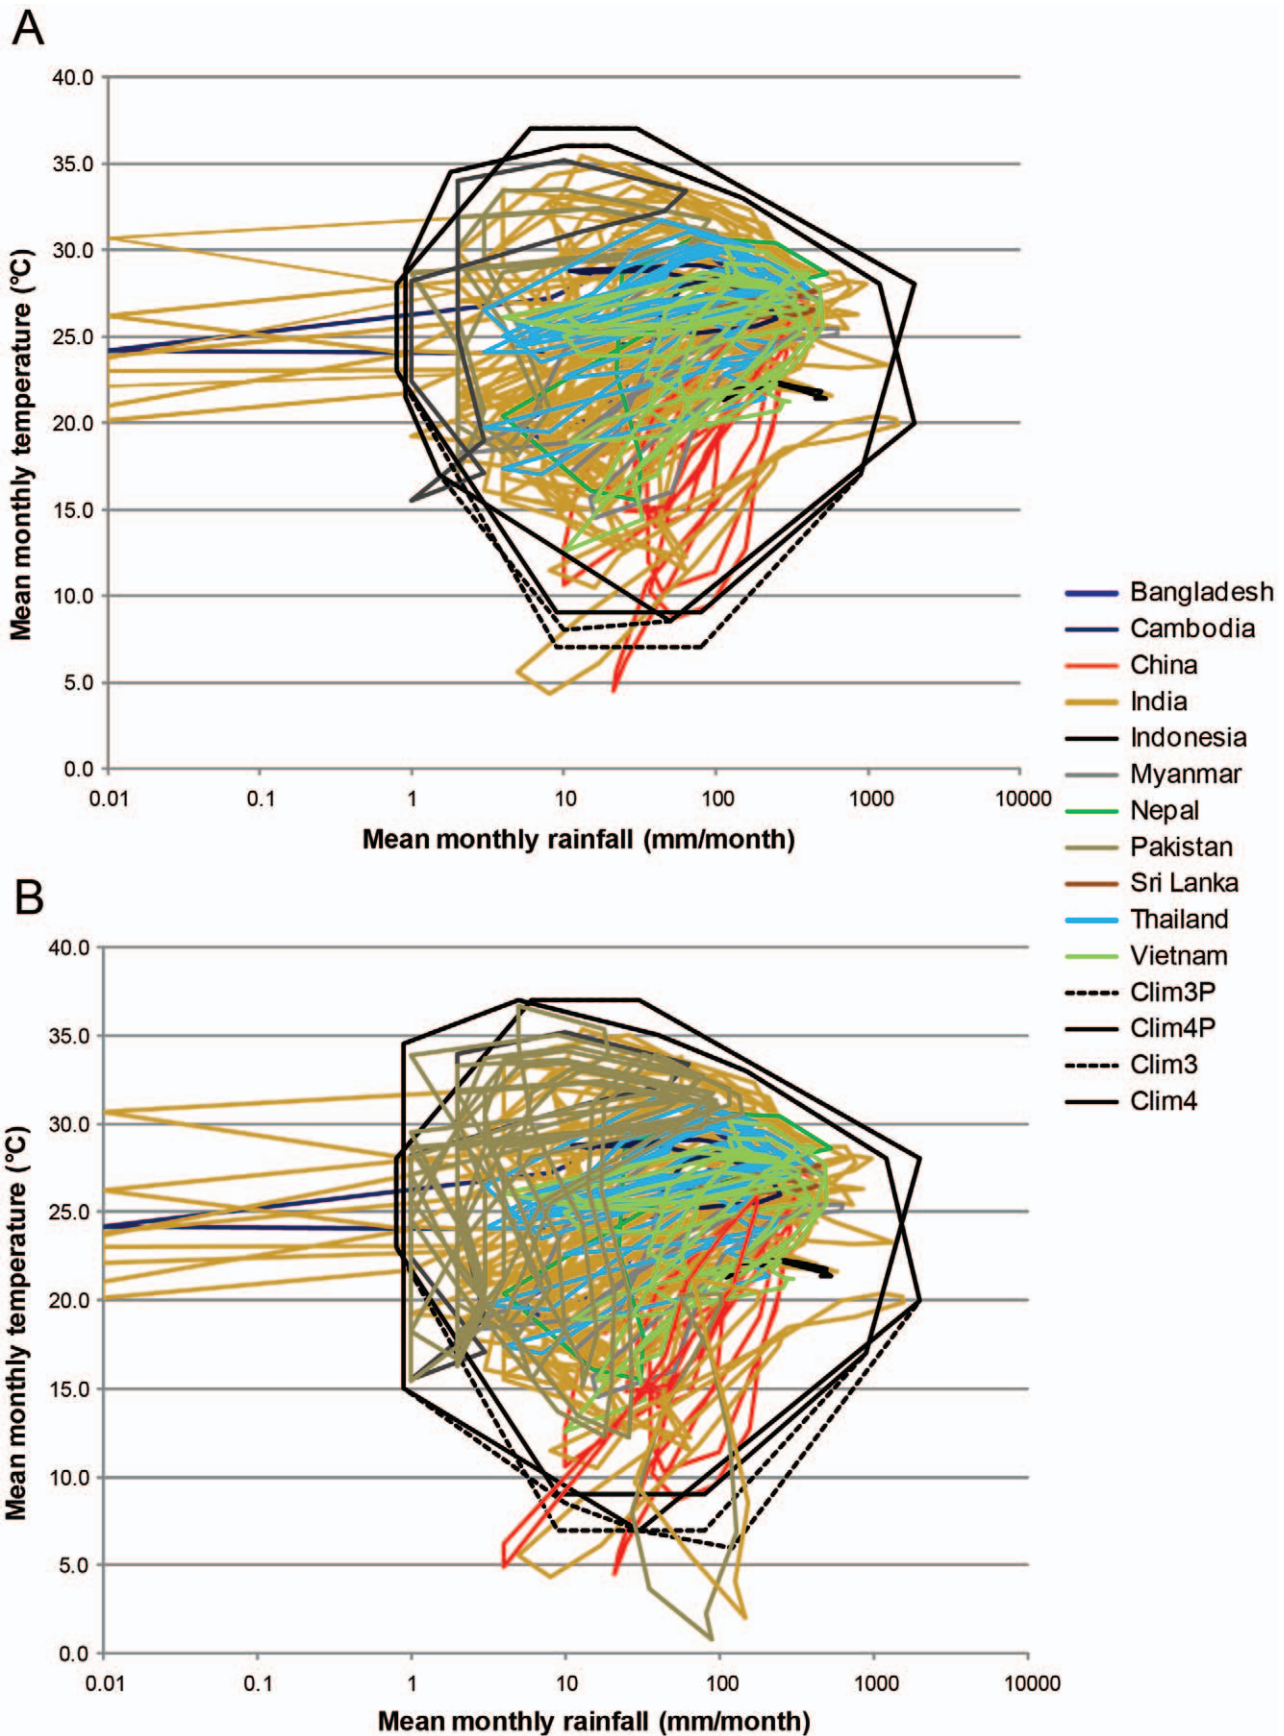 A
40.0
35.0
30.0
25.0
20.0
15.0
10.0
5.0
0.0
Mean monthly temperature (°C)
0.01 0.1 1 10 100 1000 10000
Mean monthly rainfall (mm/month)
Bangladesh
Cambodia
China
India
Indonesia
Myanmar
Nepal
Pakistan
Sri Lanka
Thailand
Vietnam
Clim3P
Clim4P
Clim3
Clim4
B
40.0
35.0
30.0
25.0
20.0
15.0
10.0
5.0
0.0
Mean monthly temperature (°C)
0.01 0.1 1 10 100 1000 10000
Mean monthly rainfall (mm/month)